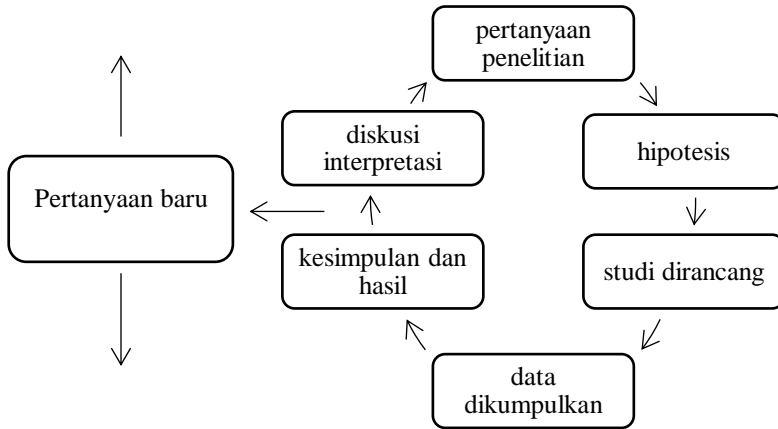 pertanyaan
penelitian
hipotesis
studi dirancang
data
dikumpulkan
kesimpulan dan
hasil
diskusi
interpretasi
Pertanyaan baru